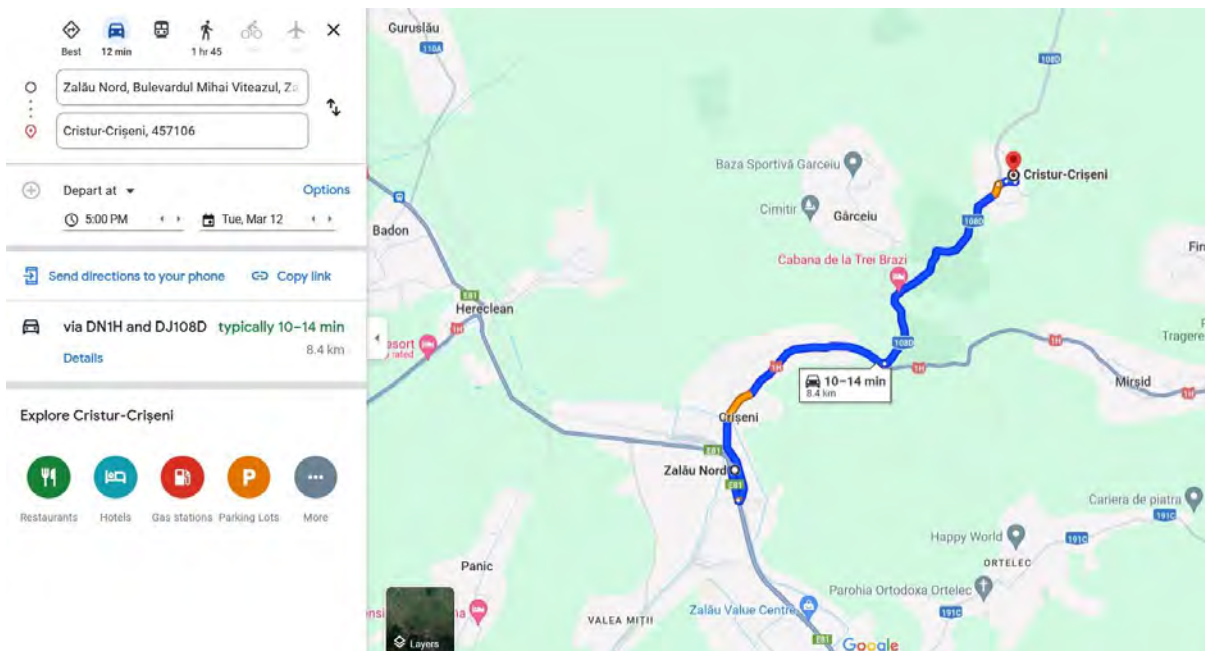 Best
12 min
1 hr 45
Zalău Nord, Bulevardul Mihai Viteazul, Za
Cristur-Crișeni, 457106
Depart at
Options
5:00 PM
Tue, Mar 12
Send directions to your phone
Copy link
via DN1H and DJ108D
typically 10–14 min
8.4 km
Details
Explore Cristur-Crișeni
Restaurants
Hotels
Gas stations
Parking Lots
More
Guruslău
110A
108D
Baza Sportivă Garceiu
Cristur-Crișeni
Cimitir
Gârceiu
108D
Badon
Cabana de la Trei Brazi
Fin
E81
Hereclean
1H
108D
Tragere
esort
rated
1H
1H
1H
10–14 min
8.4 km
1H
Mirșid
1H
Crișeni
E81
Zalău Nord
E81
Cariera de piatra
191C
Happy World
191C
ORTELEC
Panic
Parohia Ortodoxa Ortelec
Zalău Value Centre
191C
VALEA MIȚII
Layers
E81
Google